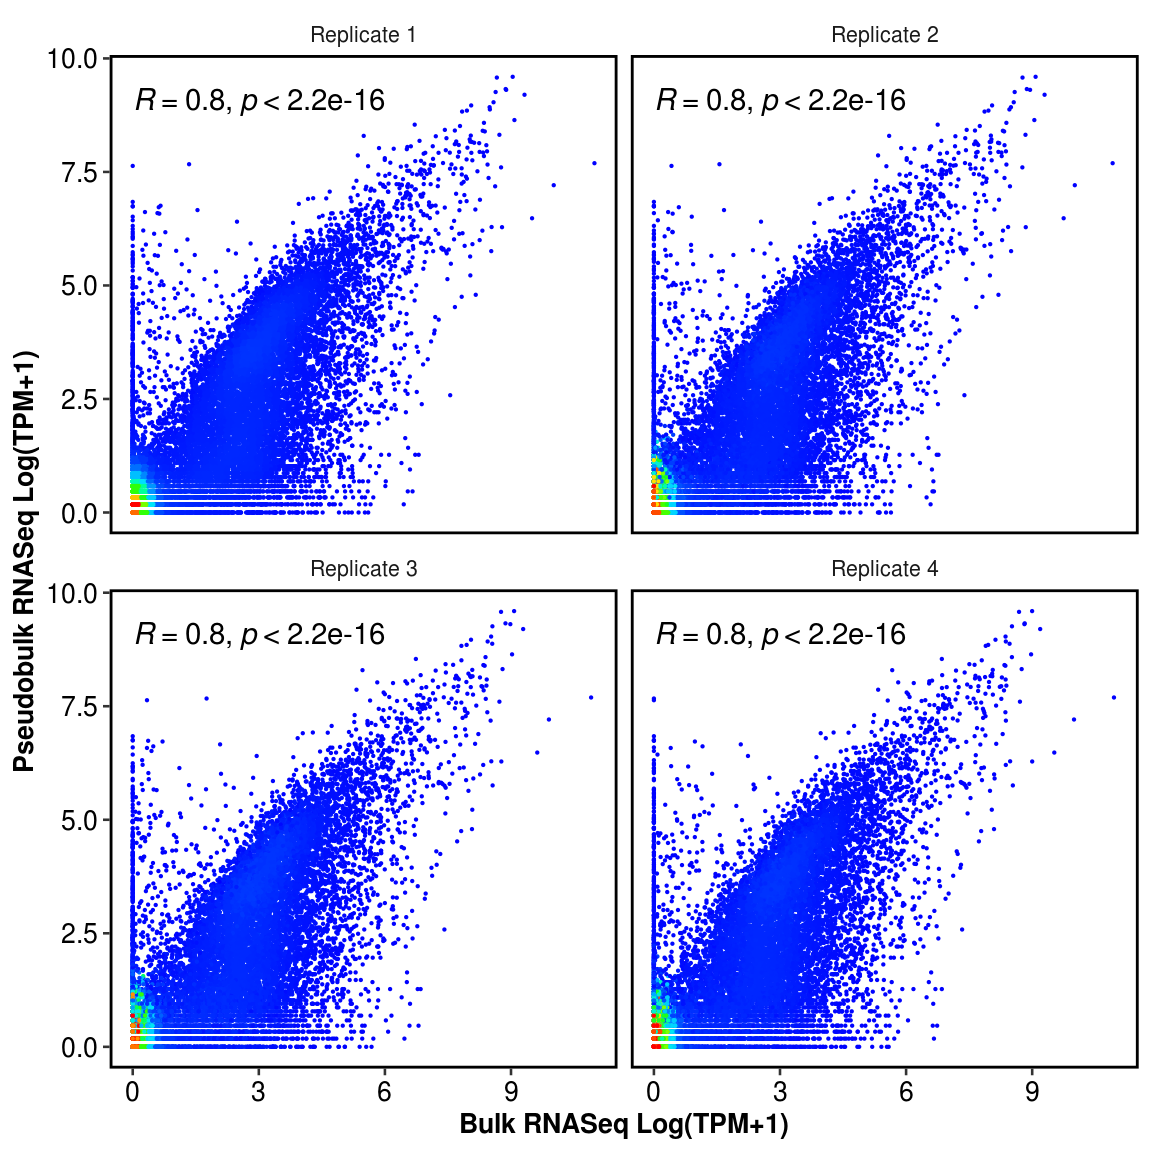 Replicate 1
Replicate 2
R = 0.8, p < 2.2e-16
R = 0.8, p < 2.2e-16
10.0
7.5
5.0
2.5
0.0
Replicate 3
Replicate 4
R = 0.8, p < 2.2e-16
R = 0.8, p < 2.2e-16
10.0
7.5
5.0
2.5
0.0
0 3 6 9
0 3 6 9
Bulk RNASeq Log(TPM+1)
Pseudobulk RNASeq Log(TPM+1)